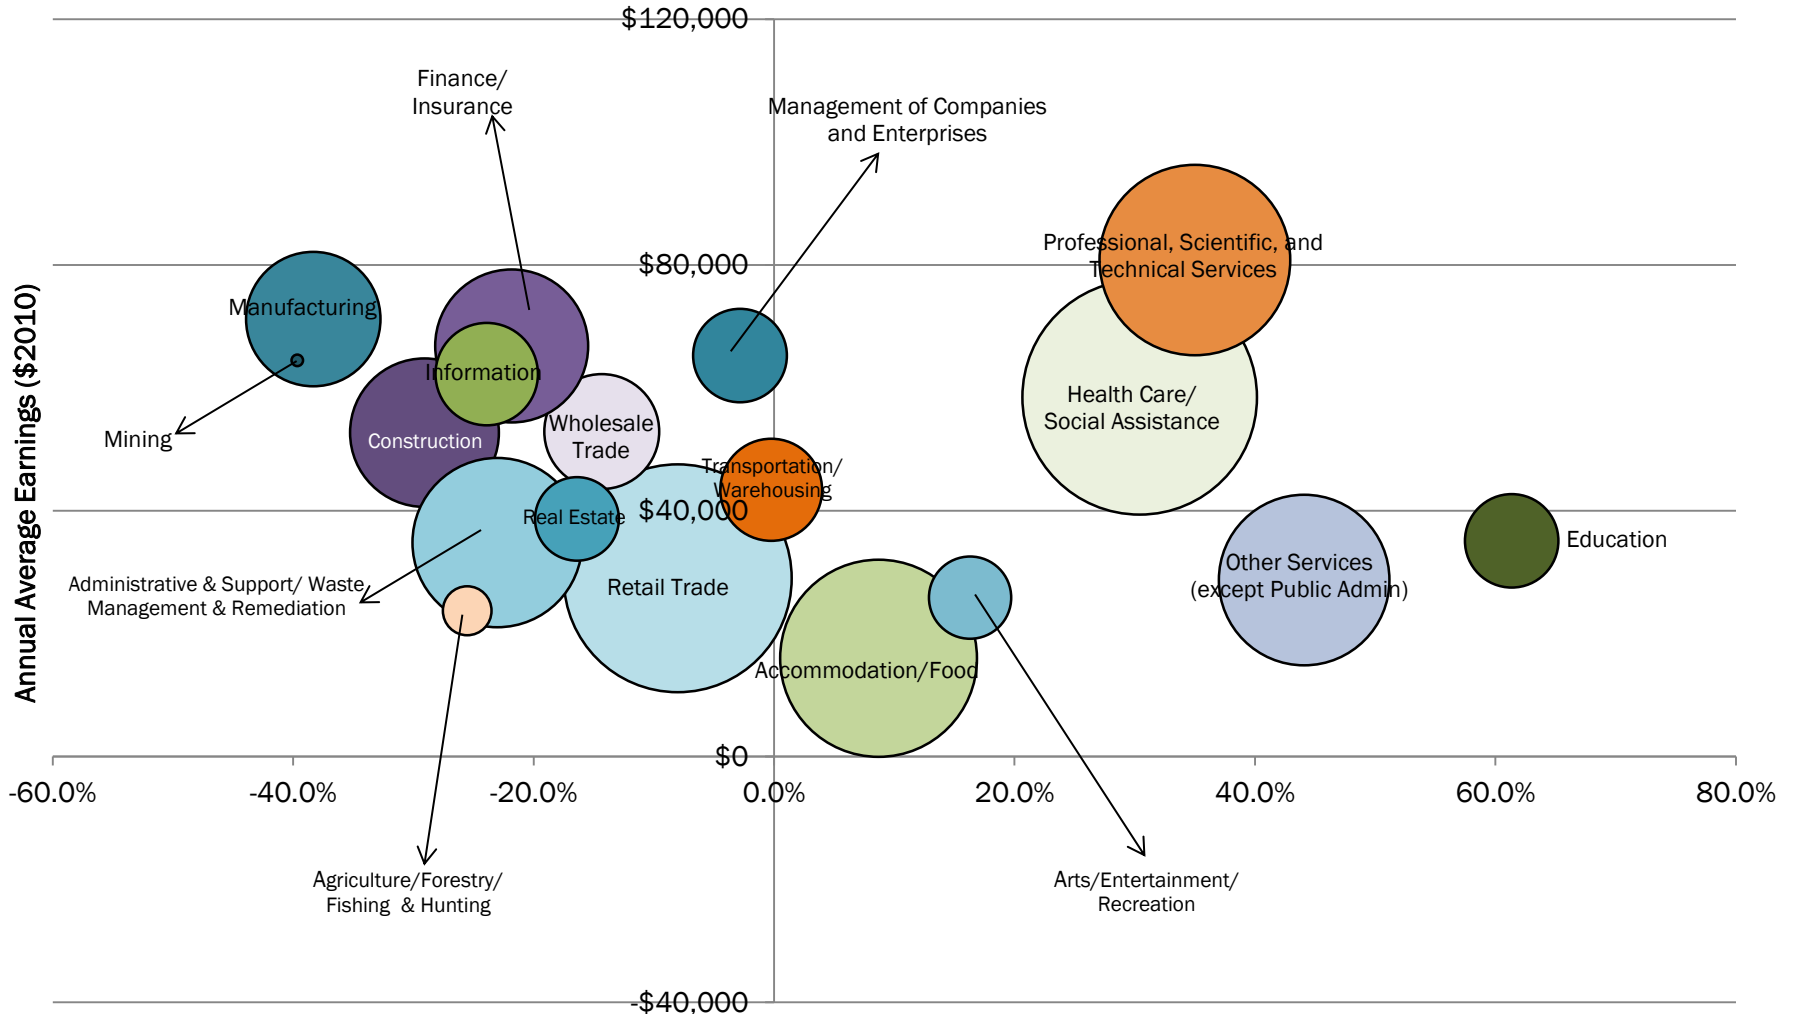 $120,000
Finance/
Insurance
Management of Companies
and Enterprises
Professional, Scientific, and
Technical Services
$80,000
Manufacturing
Information
Health Care/
Social Assistance
Wholesale
Trade
Construction
Mining
Transportation/
Warehousing
$40,000
Real Estate
Education
Other Services
(except Public Admin)
Administrative & Support/ Waste
Management & Remediation
Retail Trade
Accommodation/Food
Annual Average Earnings ($2010)
$0
-60.0%
-40.0%
-20.0%
0.0%
20.0%
40.0%
60.0%
80.0%
Agriculture/Forestry/
Fishing & Hunting
Arts/Entertainment/
Recreation
-$40,000